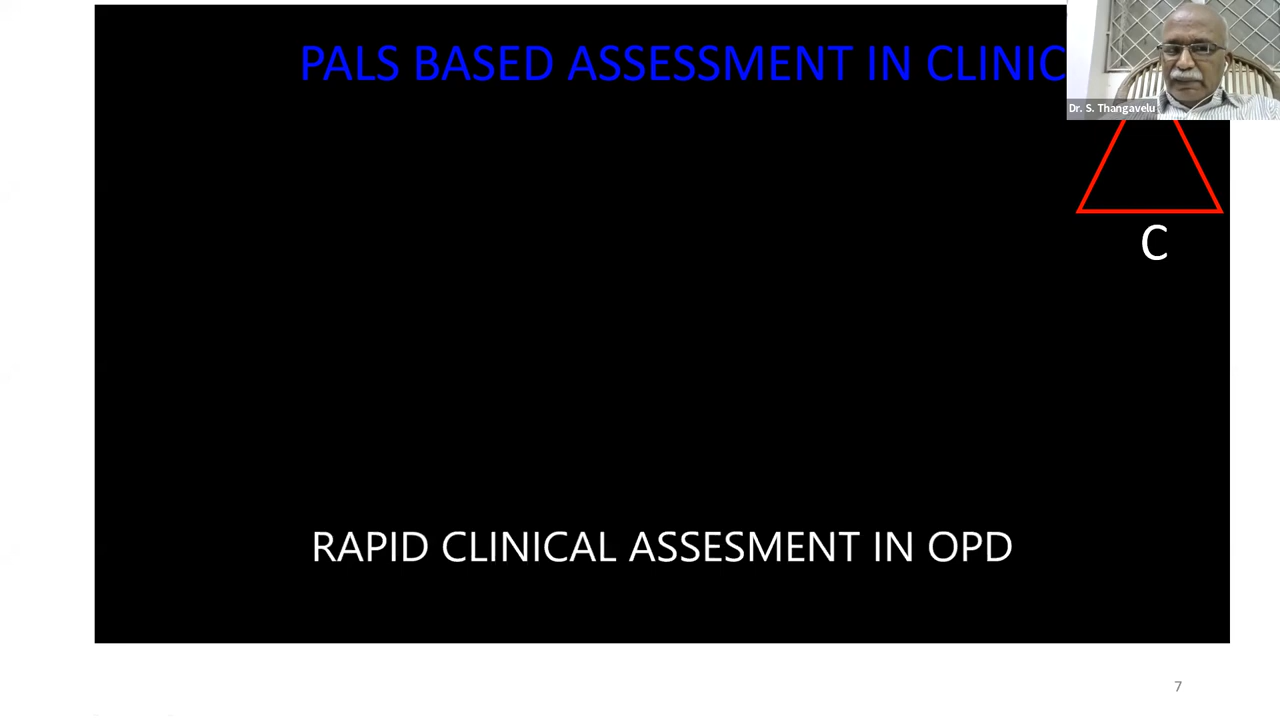 PALS BASED ASSESSMENT IN CLINIC
Dr. S. Thangavelu
C
RAPID CLINICAL ASSESMENT IN OPD
7